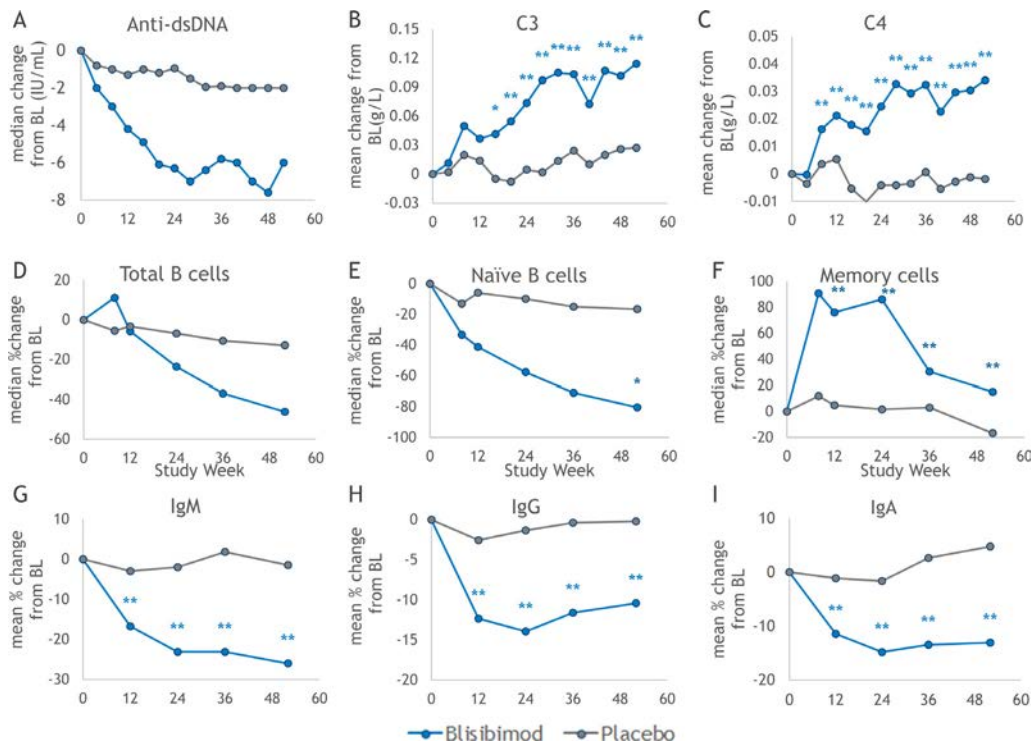 A
Anti-dsDNA
median change
from BL (IU/mL)
0
-2
-4
-6
-8
0 12 24 36 48 60
B
C3
mean change from
BL(g/L)
0.15
0.12
0.09
0.06
0.03
0
-0.03
* ** ** ** ** ** ** ** ** **
0 12 24 36 48 60
C
C4
mean change from
BL(g/L)
0.05
0.04
0.03
0.02
0.01
0
-0.01
** ** ** ** ** ** ** ** ** ** ** **
0 12 24 36 48 60
D
Total B cells
median %change
from BL
20
0
-20
-40
-60
0 12 24 36 48 60
Study Week
E
Naïve B cells
median %change
from BL
0
-20
-40
-60
-80
-100
*
0 12 24 36 48 60
Study Week
F
Memory cells
median %change
from BL
100
80
60
40
20
0
-20
** ** ** **
0 12 24 36 48 60
Study Week
G
IgM
mean % change
from BL
10
0
-10
-20
-30
** ** ** **
0 12 24 36 48 60
H
IgG
mean % change
from BL
0
-5
-10
-15
-20
** ** ** **
0 12 24 36 48 60
I
IgA
mean % change
from BL
10
0
-10
-20
** ** ** **
0 12 24 36 48 60
Blisibimod Placebo